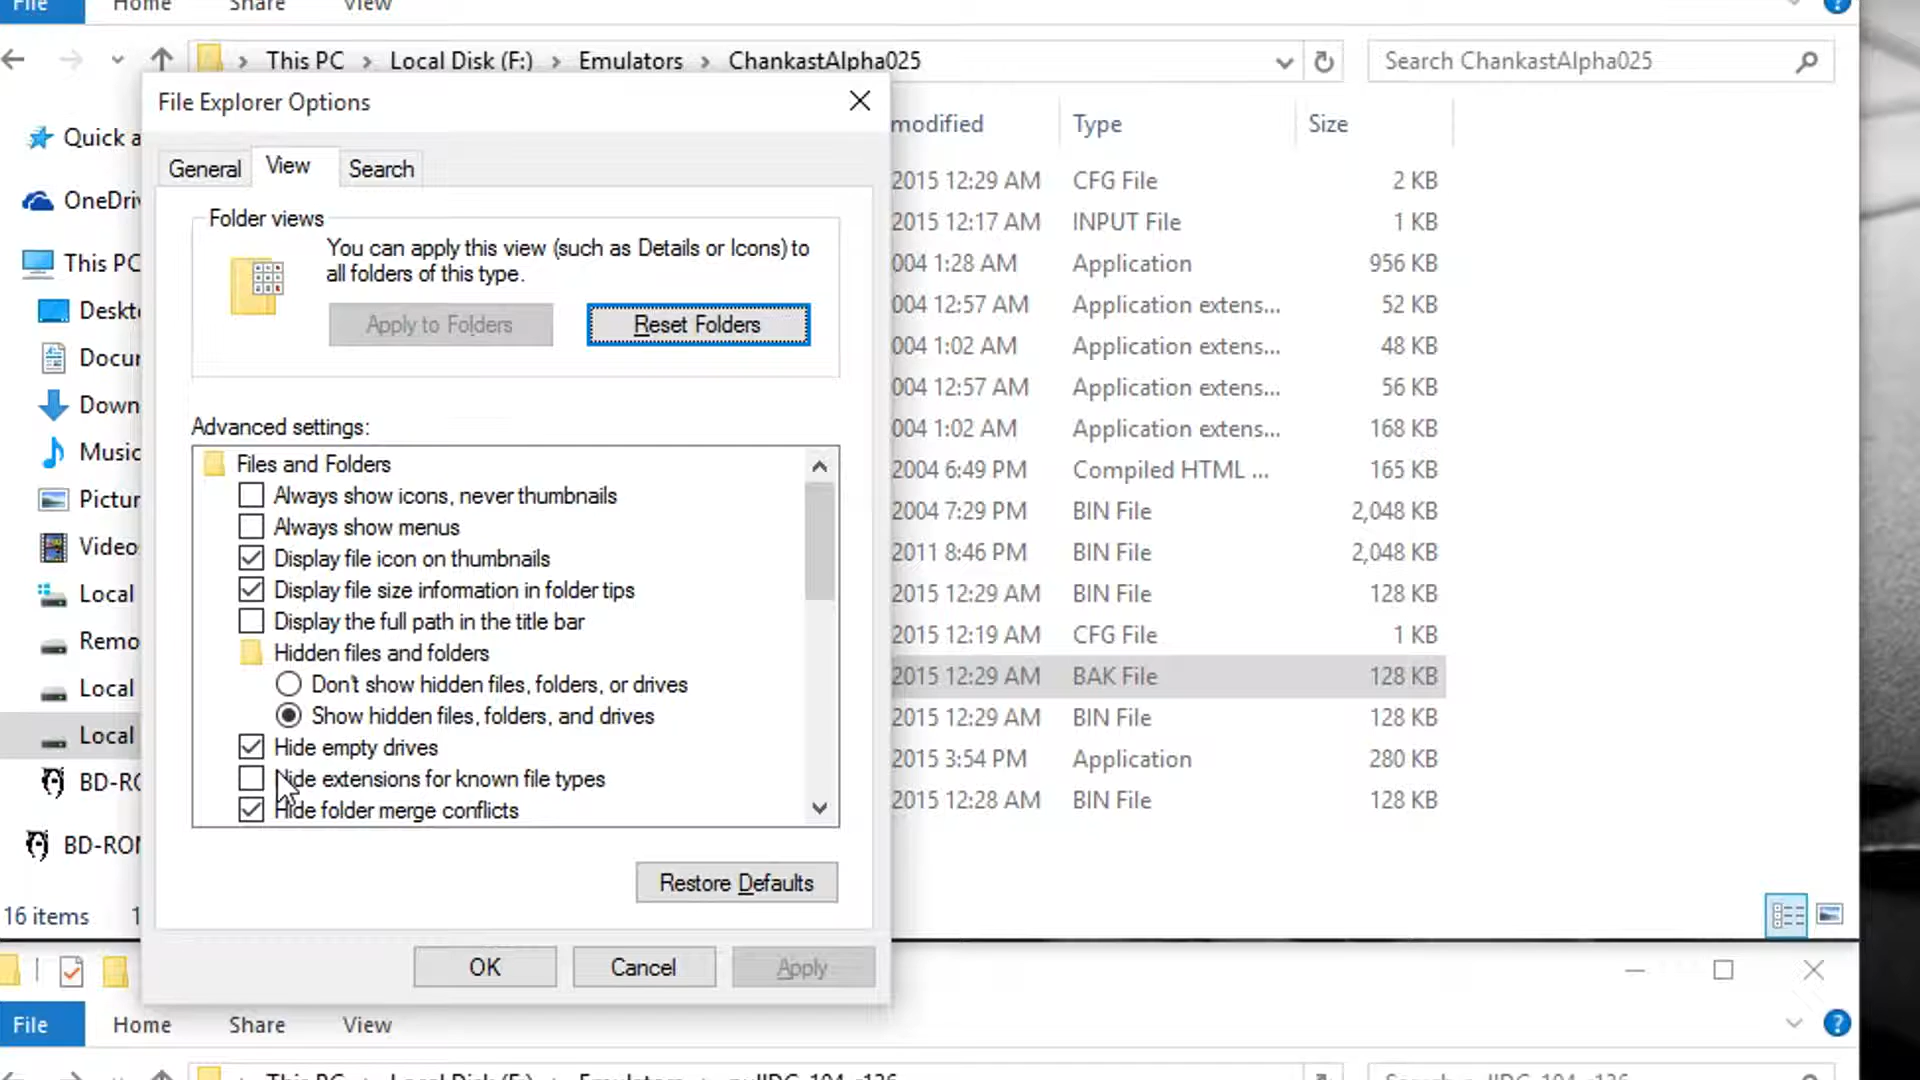 File Home Share View
This PC > Local Disk (F:) > Emulators > ChankastAlpha025
Search ChankastAlpha025
File Explorer Options
General View Search
Folder views
You can apply this view (such as Details or Icons) to
all folders of this type.
Apply to Folders Reset Folders
Advanced settings:
Files and Folders
Always show icons, never thumbnails
Always show menus
Display file icon on thumbnails
Display file size information in folder tips
Display the full path in the title bar
Hidden files and folders
Don't show hidden files, folders, or drives
Show hidden files, folders, and drives
Hide empty drives
Hide extensions for known file types
Hide folder merge conflicts
Restore Defaults
OK Cancel Apply
Quick a
OneDriv
This PC
Deskt
Docur
Down
Music
Pictur
Video
Local
Remo
Local
Local
BD-RO
BD-ROM
16 items 1
modified Type Size
2015 12:29 AM CFG File 2 KB
2015 12:17 AM INPUT File 1 KB
004 1:28 AM Application 956 KB
004 12:57 AM Application extens... 52 KB
004 1:02 AM Application extens... 48 KB
004 12:57 AM Application extens... 56 KB
004 1:02 AM Application extens... 168 KB
2004 6:49 PM Compiled HTML ... 165 KB
2004 7:29 PM BIN File 2,048 KB
2011 8:46 PM BIN File 2,048 KB
2015 12:29 AM BIN File 128 KB
2015 12:19 AM CFG File 1 KB
2015 12:29 AM BAK File 128 KB
2015 12:29 AM BIN File 128 KB
2015 3:54 PM Application 280 KB
2015 12:28 AM BIN File 128 KB
File Home Share View
This PC > Local Disk (F:) > Emulators